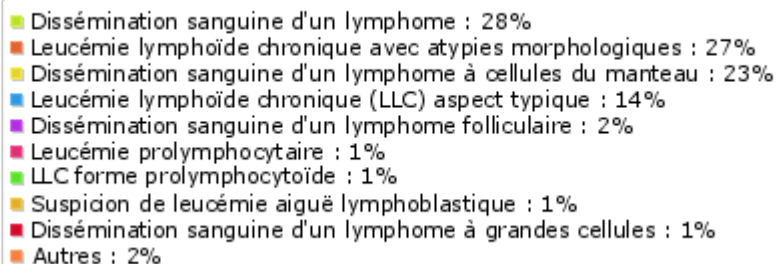 Dissémination sanguine d'un lymphome : 28%
Leucémie lymphoïde chronique avec atypies morphologiques : 27%
Dissémination sanguine d'un lymphome à cellules du manteau : 23%
Leucémie lymphoïde chronique (LLC) aspect typique : 14%
Dissémination sanguine d'un lymphome folliculaire : 2%
Leucémie prolymphocytaire : 1%
LLC forme prolymphocytoïde : 1%
Suspicion de leucémie aiguë lymphoblastique : 1%
Dissémination sanguine d'un lymphome à grandes cellules : 1%
Autres : 2%